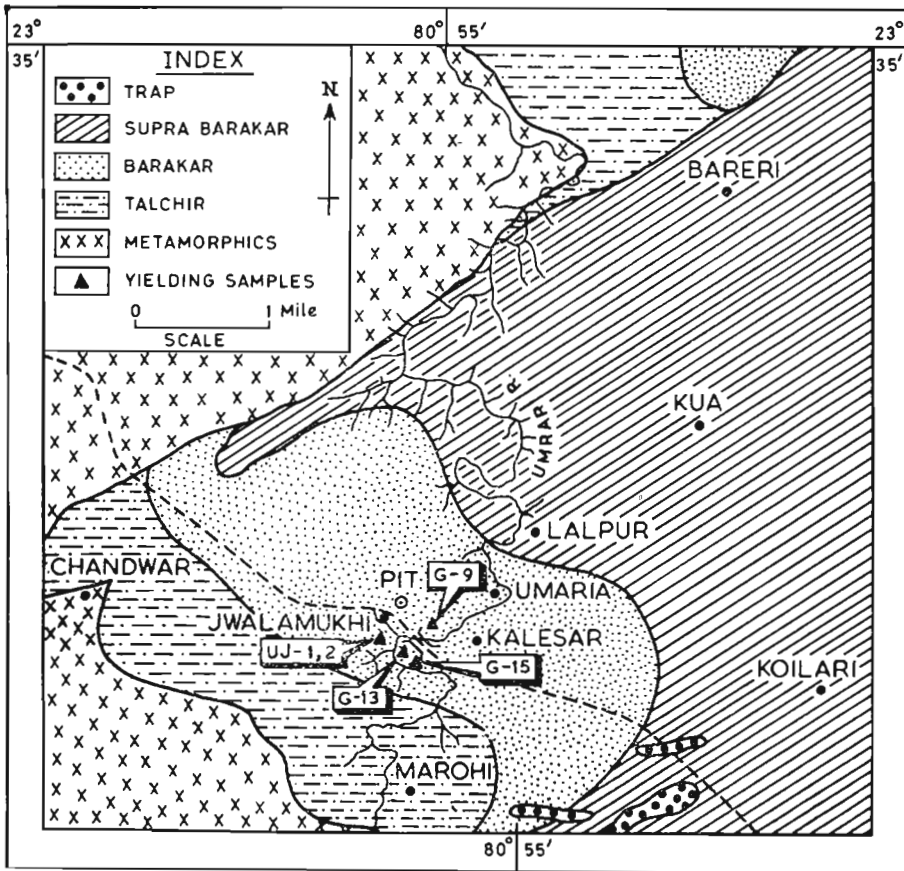 23°
80°
23°
35'
55'
35'
INDEX
TRAP
SUPRA BARAKAR
BARAKAR
TALCHIR
METAMORPHICS
YIELDING SAMPLES
0 1 Mile
SCALE
N
BARERI
KUA
UMRAR R.
LALPUR
CHANDWAR
PIT
G-9
UMARIA
JWALAMUKHI
KALESAR
UJ-1,2
G-15
G-13
KOILARI
MAROHI
80° 55'